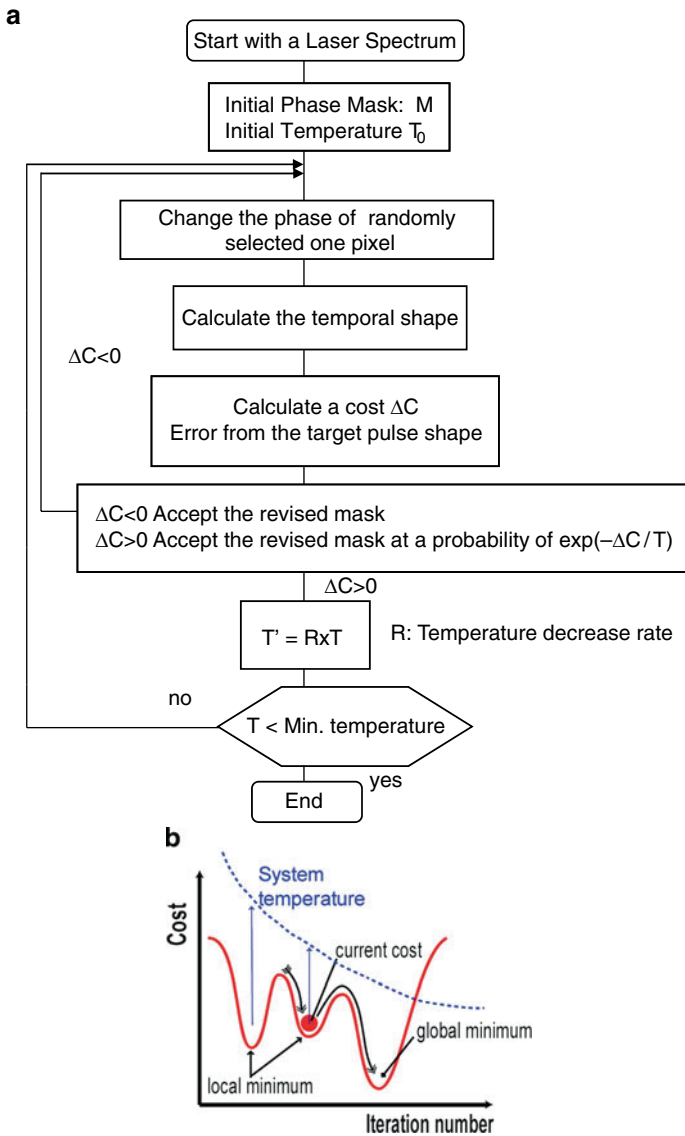 a
Start with a Laser Spectrum
Initial Phase Mask: M
Initial Temperature T0
Change the phase of randomly
selected one pixel
Calculate the temporal shape
ΔC<0
Calculate a cost ΔC
Error from the target pulse shape
ΔC<0 Accept the revised mask
ΔC>0 Accept the revised mask at a probability of exp(−ΔC/T)
ΔC>0
T' = RxT
R: Temperature decrease rate
no
T < Min. temperature
yes
End
b
System
temperature
Cost
current cost
global minimum
local minimum
Iteration number